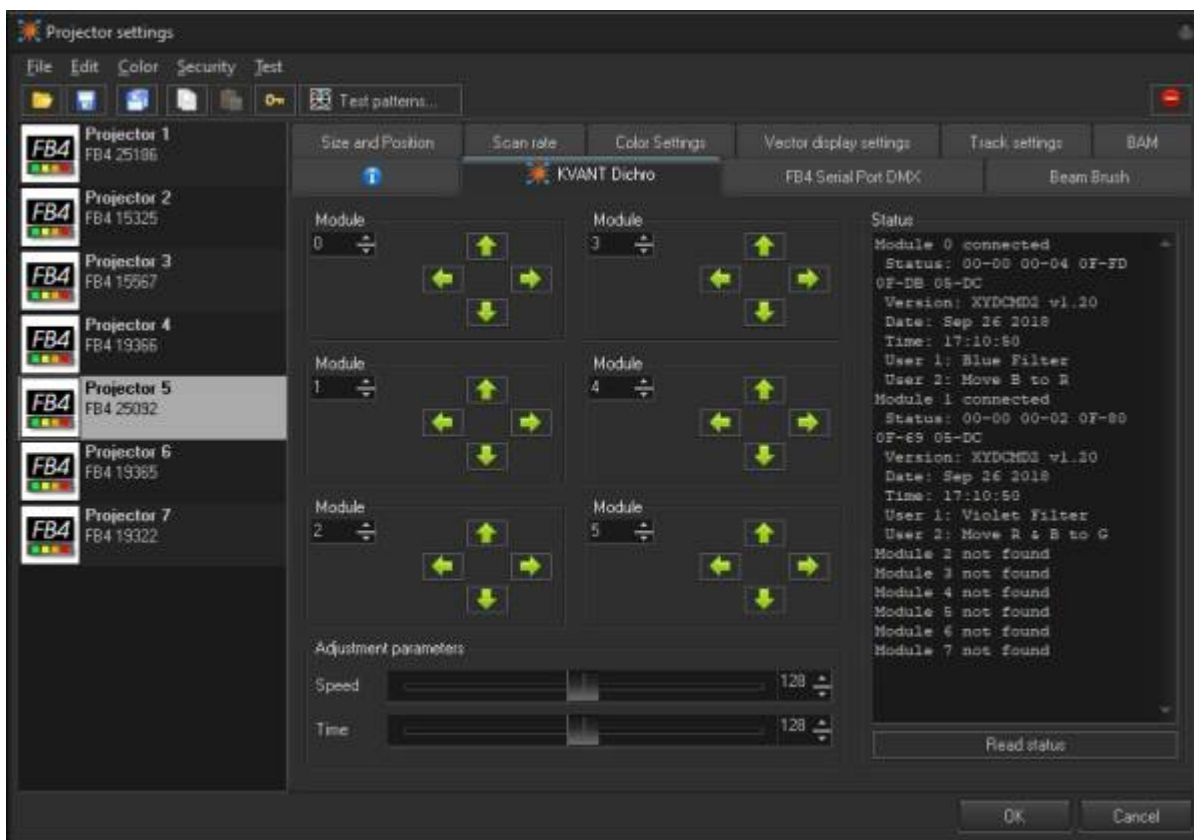 Projector settings
File Edit Color Security Test
Test patterns...
FB4 Projector 1
FB4 25186
FB4 Projector 2
FB4 15325
FB4 Projector 3
FB4 15567
FB4 Projector 4
FB4 19366
FB4 Projector 5
FB4 25092
FB4 Projector 6
FB4 19365
FB4 Projector 7
FB4 19322
Size and Position Scan rate Color Settings Vector display settings Track settings BAM
KVANT Dichro FB4 Serial Port DMX Beam Brush
Module
0
Module
3
Module
1
Module
4
Module
2
Module
5
Adjustment parameters
Speed 128
Time 128
Status
Module 0 connected
Status: 00-00 00-04 0F-FD
0F-DB 05-DC
Version: XYDCMD2 v1.20
Date: Sep 26 2018
Time: 17:10:50
User 1: Blue Filter
User 2: Move B to R
Module 1 connected
Status: 00-00 00-02 0F-80
0F-69 05-DC
Version: XYDCMD2 v1.20
Date: Sep 26 2018
Time: 17:10:50
User 1: Violet Filter
User 2: Move R & B to G
Module 2 not found
Module 3 not found
Module 4 not found
Module 5 not found
Module 6 not found
Module 7 not found
Read status
OK Cancel